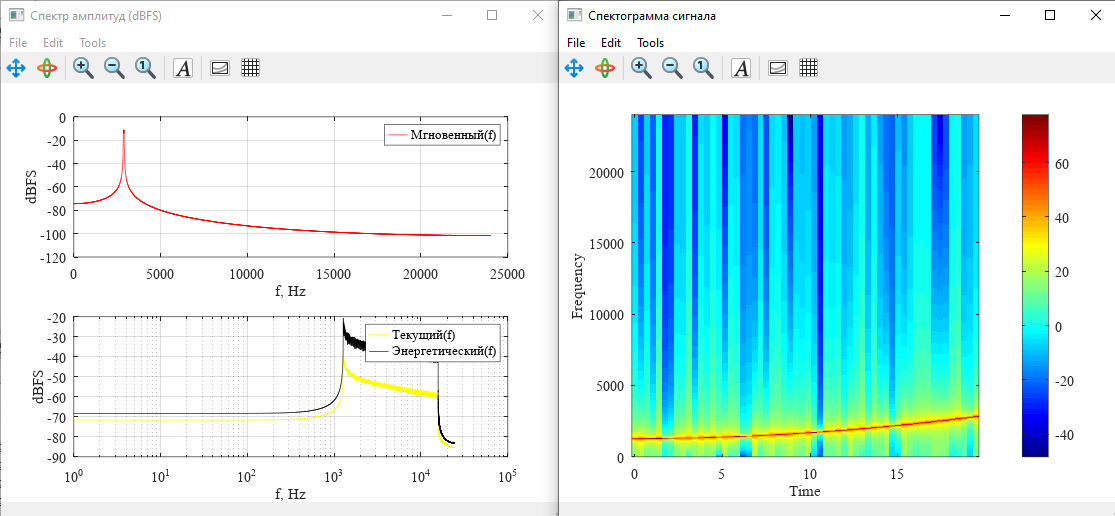 Спектр амплитуд (dBFS)
File Edit Tools
1 A
0
-20
-40
-60
-80
-100
-120
dBFS
Мгновенный(f)
0 5000 10000 15000 20000 25000
f, Hz
-20
-30
-40
-50
-60
-70
-80
-90
dBFS
Текущий(f)
Энергетический(f)
10⁰ 10¹ 10² 10³ 10⁴ 10⁵
f, Hz
Спектограмма сигнала
File Edit Tools
1 A
20000
15000
10000
5000
0
Frequency
0 5 10 15
Time
60
40
20
0
-20
-40